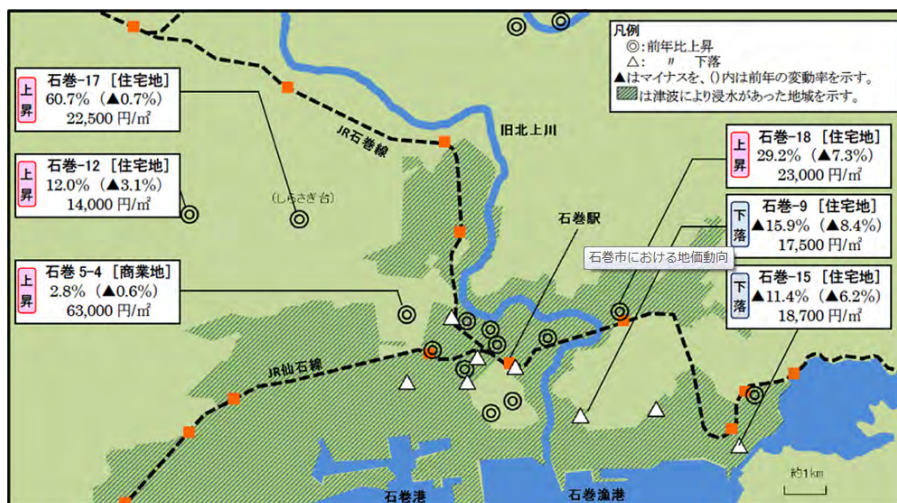 凡例
◎:前年比上昇
△: 〃 下落
▲はマイナスを、()内は前年の変動率を示す。
は津波により浸水があった地域を示す。
上昇
石巻-17 [住宅地]
60.7% (▲0.7%)
22,500 円/㎡
JR石巻線
旧北上川
上昇
石巻-18 [住宅地]
29.2% (▲7.3%)
23,000 円/㎡
上昇
石巻-12 [住宅地]
12.0% (▲3.1%)
14,000 円/㎡
(しらさぎ台)
石巻駅
下落
石巻-9 [住宅地]
▲15.9% (▲8.4%)
17,500 円/㎡
石巻市における地価動向
上昇
石巻 5-4 [商業地]
2.8% (▲0.6%)
63,000 円/㎡
下落
石巻-15 [住宅地]
▲11.4% (▲6.2%)
18,700 円/㎡
JR仙石線
約1km
石巻港
石巻漁港